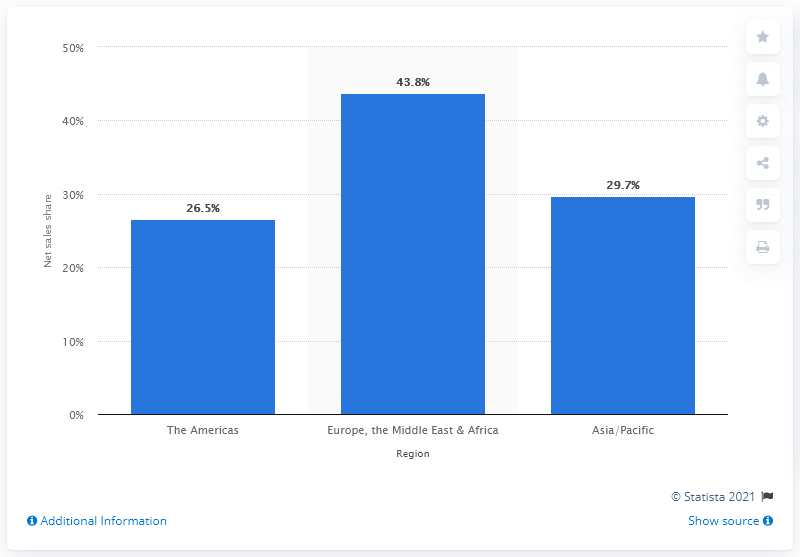 50%
43.8%
40%
30%
29.7%
26.5%
Net sales share
20%
10%
0%
The Americas
Europe, the Middle East & Africa
Asia/Pacific
Region
© Statista 2021
Additional Information
Show source